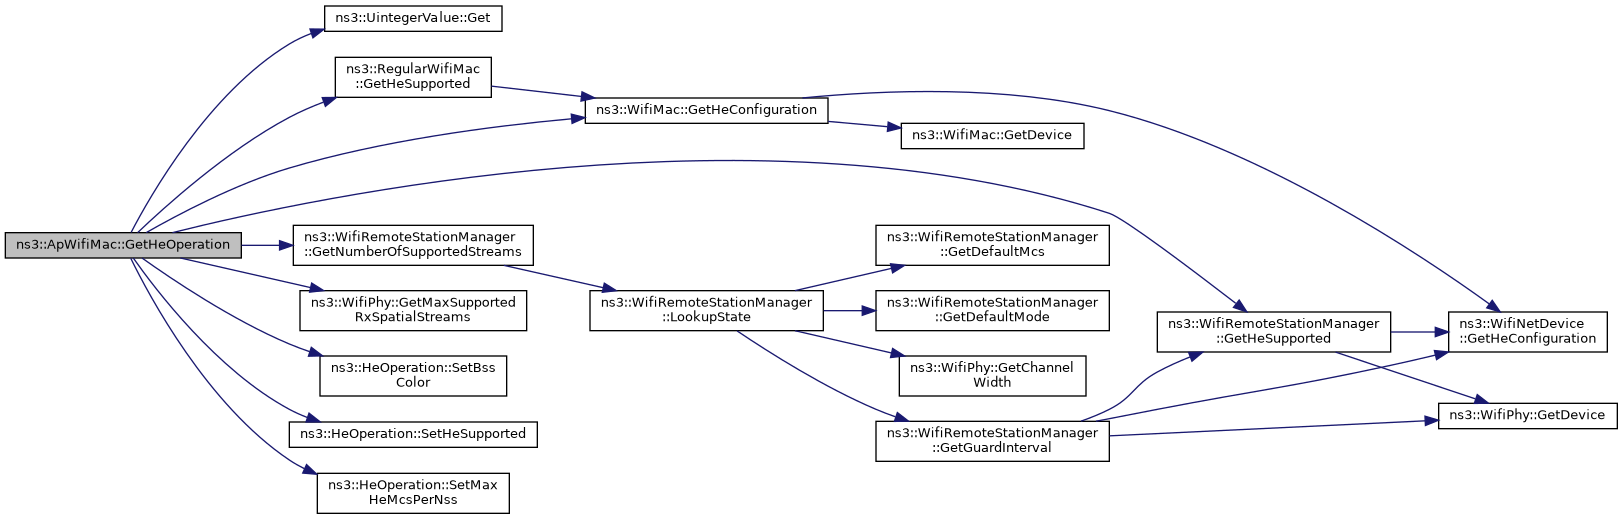 ns3::UintegerValue::Get
ns3::RegularWifiMac
::GetHeSupported
ns3::WifiMac::GetHeConfiguration
ns3::WifiMac::GetDevice
ns3::ApWifiMac::GetHeOperation
ns3::WifiRemoteStationManager
::GetNumberOfSupportedStreams
ns3::WifiRemoteStationManager
::GetDefaultMcs
ns3::WifiPhy::GetMaxSupported
RxSpatialStreams
ns3::WifiRemoteStationManager
::LookupState
ns3::WifiRemoteStationManager
::GetDefaultMode
ns3::WifiRemoteStationManager
::GetHeSupported
ns3::WifiNetDevice
::GetHeConfiguration
ns3::HeOperation::SetBss
Color
ns3::WifiPhy::GetChannel
Width
ns3::HeOperation::SetHeSupported
ns3::WifiRemoteStationManager
::GetGuardInterval
ns3::WifiPhy::GetDevice
ns3::HeOperation::SetMax
HeMcsPerNss